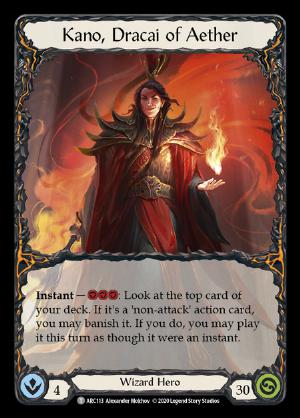 Kano, Dracai of Aether
Instant — : Look at the top card of
your deck. If it's a 'non-attack' action card,
you may banish it. If you do, you may play
it this turn as though it were an instant.
4 Wizard Hero 30
ARC113 Alexander Mokhov © 2020 Legend Story Studios